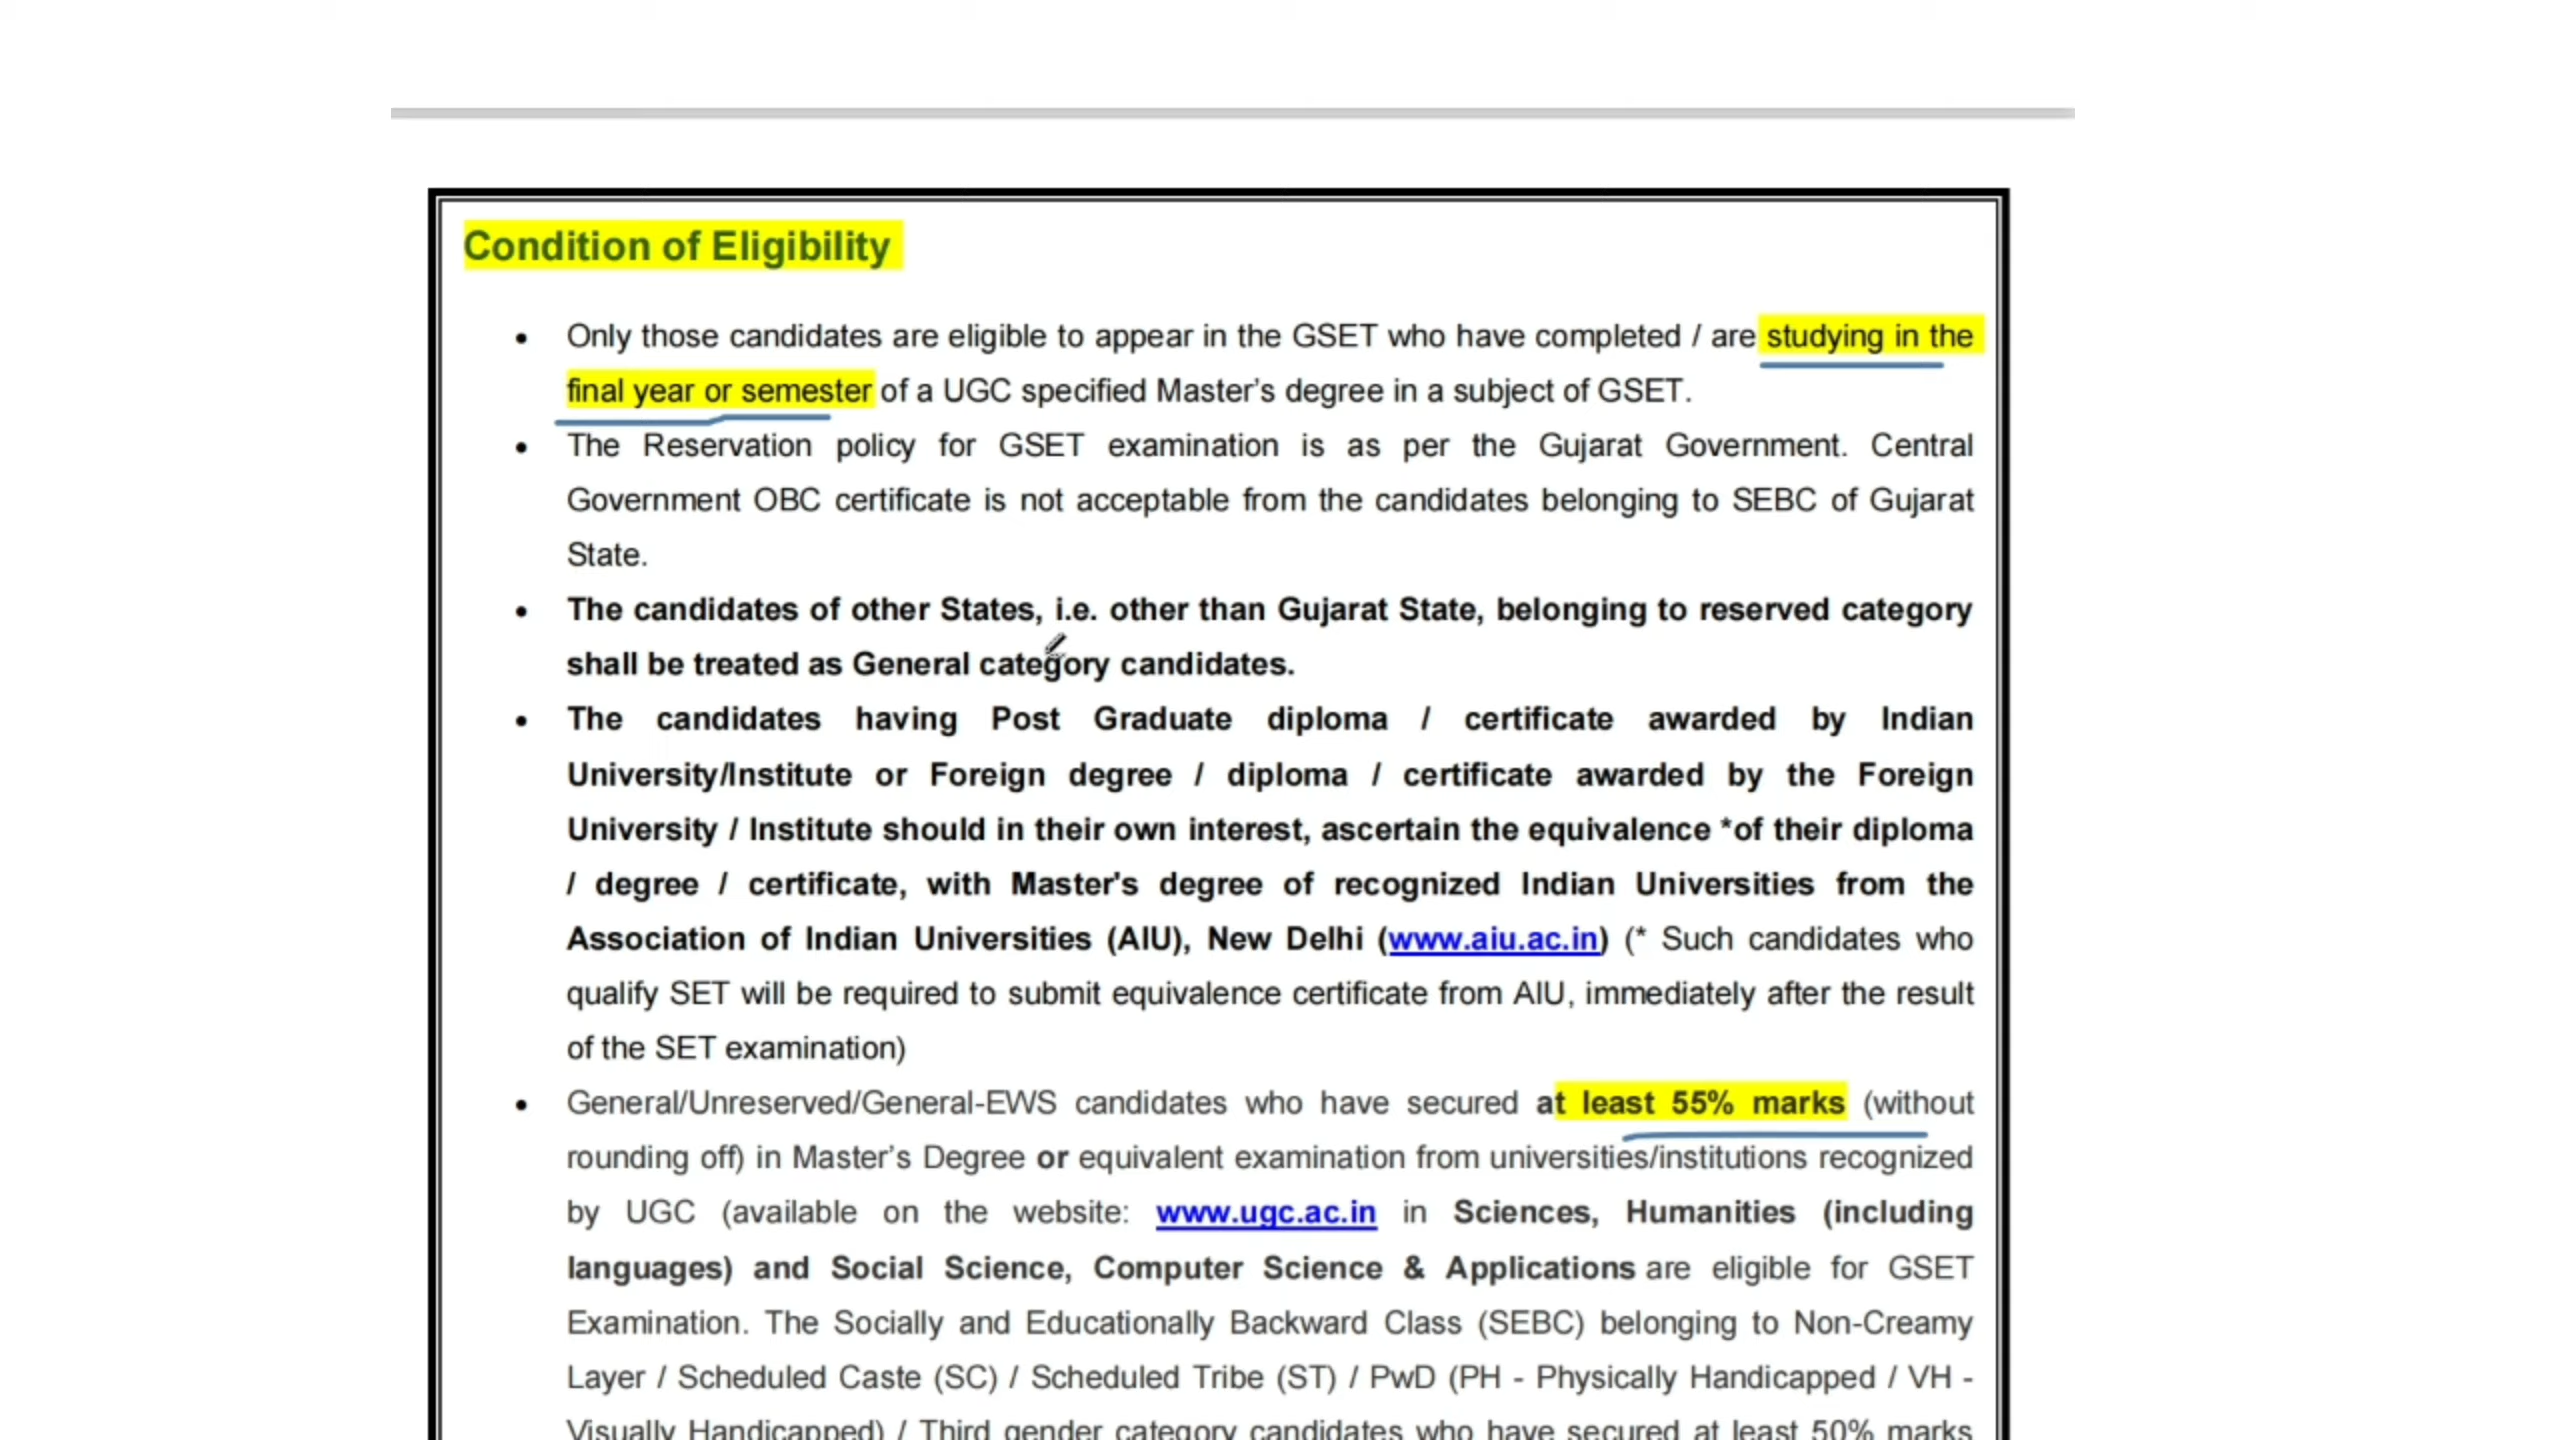 Condition of Eligibility
Only those candidates are eligible to appear in the GSET who have completed / are studying in the
final year or semester of a UGC specified Master’s degree in a subject of GSET.
The Reservation policy for GSET examination is as per the Gujarat Government. Central
Government OBC certificate is not acceptable from the candidates belonging to SEBC of Gujarat
State.
The candidates of other States, i.e. other than Gujarat State, belonging to reserved category
shall be treated as General category candidates.
The candidates having Post Graduate diploma / certificate awarded by Indian
University/Institute or Foreign degree / diploma / certificate awarded by the Foreign
University / Institute should in their own interest, ascertain the equivalence *of their diploma
/ degree / certificate, with Master's degree of recognized Indian Universities from the
Association of Indian Universities (AIU), New Delhi (www.aiu.ac.in) (* Such candidates who
qualify SET will be required to submit equivalence certificate from AIU, immediately after the result
of the SET examination)
General/Unreserved/General-EWS candidates who have secured at least 55% marks (without
rounding off) in Master’s Degree or equivalent examination from universities/institutions recognized
by UGC (available on the website: www.ugc.ac.in in Sciences, Humanities (including
languages) and Social Science, Computer Science & Applications are eligible for GSET
Examination. The Socially and Educationally Backward Class (SEBC) belonging to Non-Creamy
Layer / Scheduled Caste (SC) / Scheduled Tribe (ST) / PwD (PH - Physically Handicapped / VH -
Visually Handicapped) / Third gender category candidates who have secured at least 50% marks